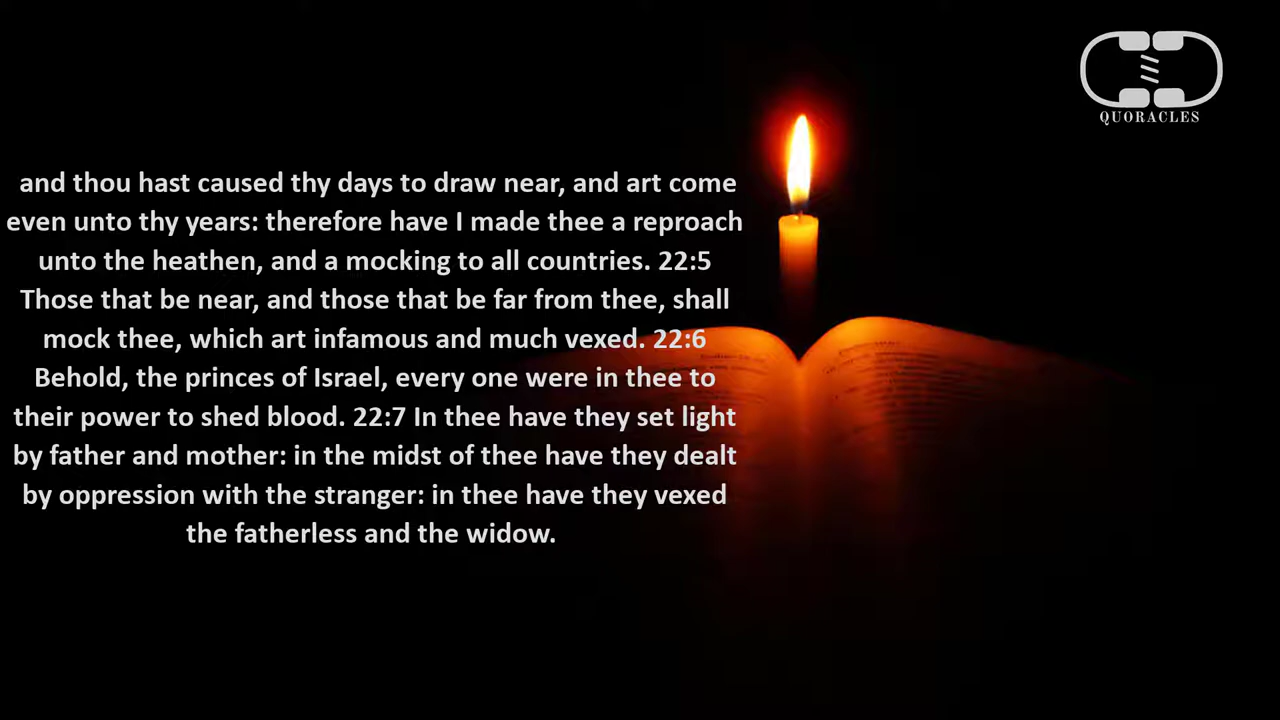 QUORACLES
and thou hast caused thy days to draw near, and art come
even unto thy years: therefore have I made thee a reproach
unto the heathen, and a mocking to all countries. 22:5
Those that be near, and those that be far from thee, shall
mock thee, which art infamous and much vexed. 22:6
Behold, the princes of Israel, every one were in thee to
their power to shed blood. 22:7 In thee have they set light
by father and mother: in the midst of thee have they dealt
by oppression with the stranger: in thee have they vexed
the fatherless and the widow.